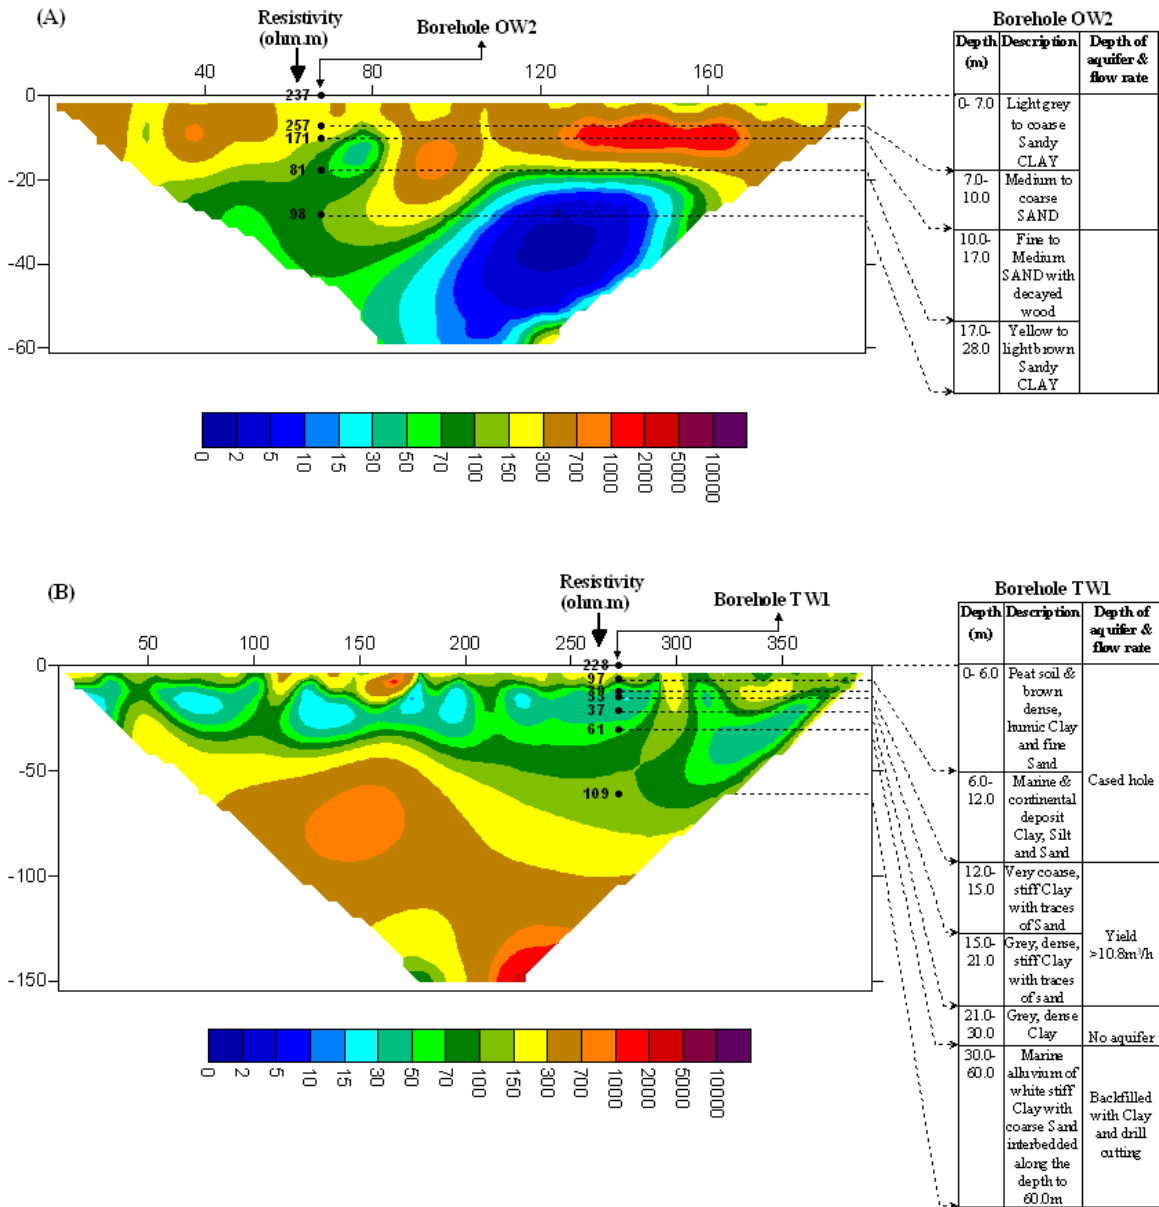 (A)
Resistivity
(ohm.m)
Borehole OW2
40 80 120 160
0
-20
-40
-60
237
257
171
81
98
Borehole OW2
Depth (m) Description Depth of aquifer & flow rate
0- 7.0 Light grey to coarse Sandy CLAY
7.0- 10.0 Medium to coarse SAND
10.0- 17.0 Fine to Medium SAND with decayed wood
17.0- 28.0 Yellow to light brown Sandy CLAY
0 2 5 10 15 30 50 70 100 150 300 700 1000 2000 5000 10000
(B)
Resistivity
(ohm.m)
Borehole TW1
50 100 150 200 250 300 350
0
-50
-100
-150
228
97
39
33
37
61
109
Borehole TW1
Depth (m) Description Depth of aquifer & flow rate
0- 6.0 Peat soil & brown dense, humic Clay and fine Sand
6.0- 12.0 Marine & continental deposit Clay, Silt and Sand
Cased hole
12.0- 15.0 Very coarse, stiff Clay with traces of Sand
15.0- 21.0 Grey, dense, stiff Clay with traces of sand
Yield >10.8m³/h
21.0- 30.0 Grey, dense Clay
No aquifer
30.0- 60.0 Marine alluvium of white stiff Clay with coarse Sand interbedded along the depth to 60.0m
Backfilled with Clay and drill cutting
0 2 5 10 15 30 50 70 100 150 300 700 1000 2000 5000 10000